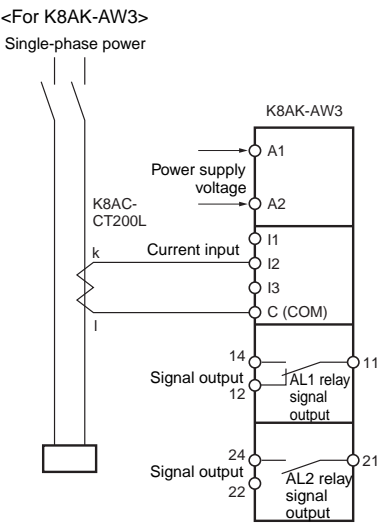 <For K8AK-AW3>
Single-phase power
K8AK-AW3
A1
Power supply
voltage
A2
K8AC-
CT200L
I1
k
Current input
I2
I3
l
C (COM)
14
11
Signal output
12
AL1 relay
signal
output
24
21
Signal output
22
AL2 relay
signal
output